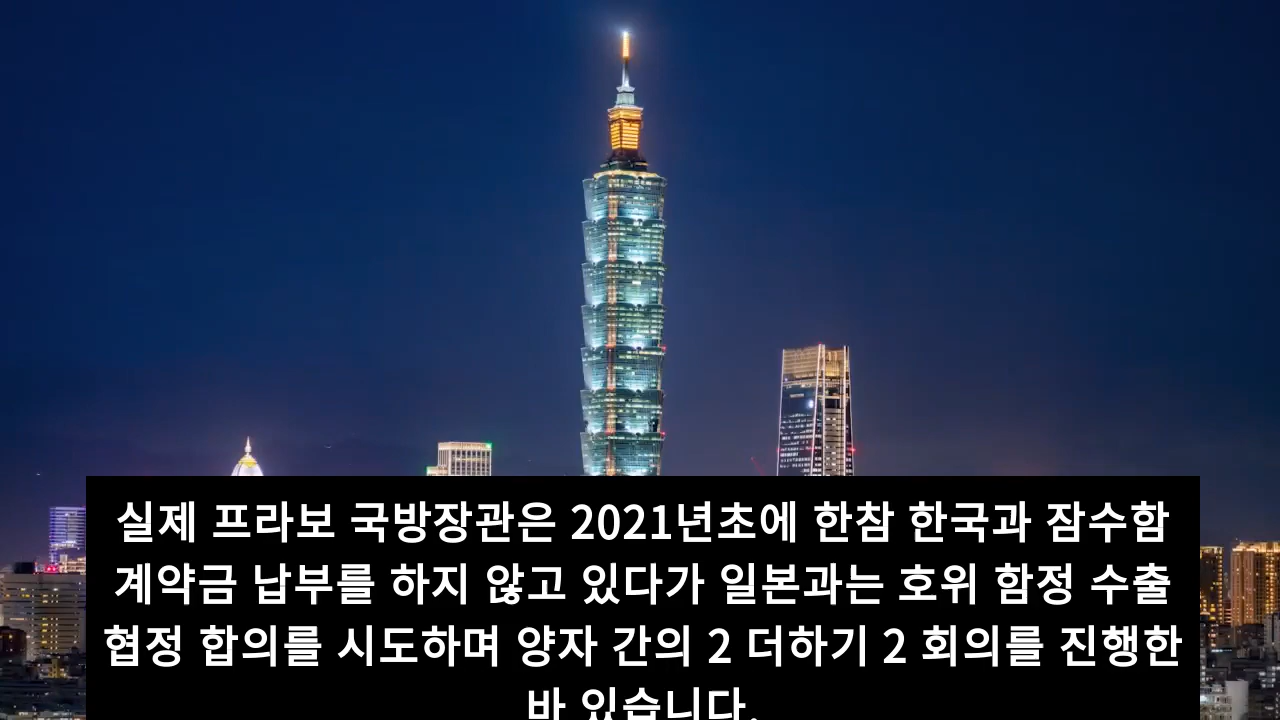 실제 프라보 국방장관은 2021년초에 한참 한국과 잠수함
계약금 납부를 하지 않고 있다가 일본과는 호위 함정 수출
협정 합의를 시도하며 양자 간의 2 더하기 2 회의를 진행한
바 있습니다.